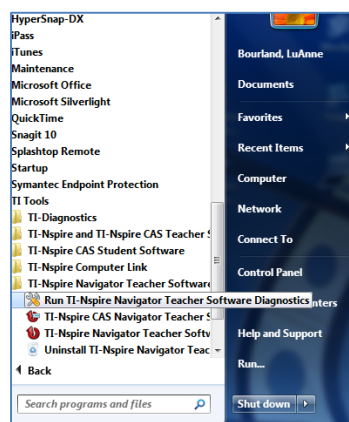 HyperSnap-DX
iPass
iTunes
Maintenance
Microsoft Office
Microsoft Silverlight
QuickTime
Snagit 10
Splashtop Remote
Startup
Symantec Endpoint Protection
TI Tools
TI-Diagnostics
TI-Nspire and TI-Nspire CAS Teacher S
TI-Nspire CAS Student Software
TI-Nspire Computer Link
TI-Nspire Navigator Teacher Software
Run TI-Nspire Navigator Teacher Software Diagnostics
TI-Nspire CAS Navigator Teacher S
TI-Nspire Navigator Teacher Softw
Uninstall TI-Nspire Navigator Teac
Back
Search programs and files
Bourland, LuAnne
Documents
Favorites
Recent Items
Computer
Network
Connect To
Control Panel
nters
Help and Support
Run...
Shut down